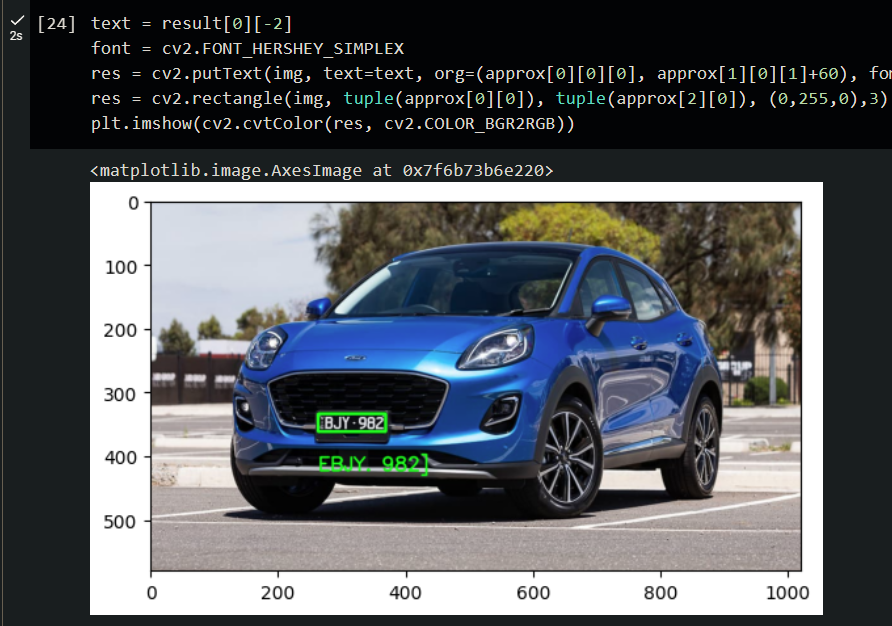 [24] text = result[0][-2]
2s font = cv2.FONT_HERSHEY_SIMPLEX
res = cv2.putText(img, text=text, org=(approx[0][0][0], approx[1][0][1]+60), fon
res = cv2.rectangle(img, tuple(approx[0][0]), tuple(approx[2][0]), (0,255,0),3)
plt.imshow(cv2.cvtColor(res, cv2.COLOR_BGR2RGB))
<matplotlib.image.AxesImage at 0x7f6b73b6e220>
0
100
200
300
BJY·982
400
EBJY. 982]
500
0 200 400 600 800 1000